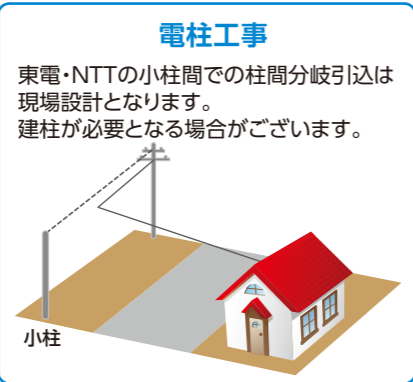 電柱工事
東電・NTTの小柱間での柱間分岐引込は
現場設計となります。
建柱が必要となる場合がございます。
小柱